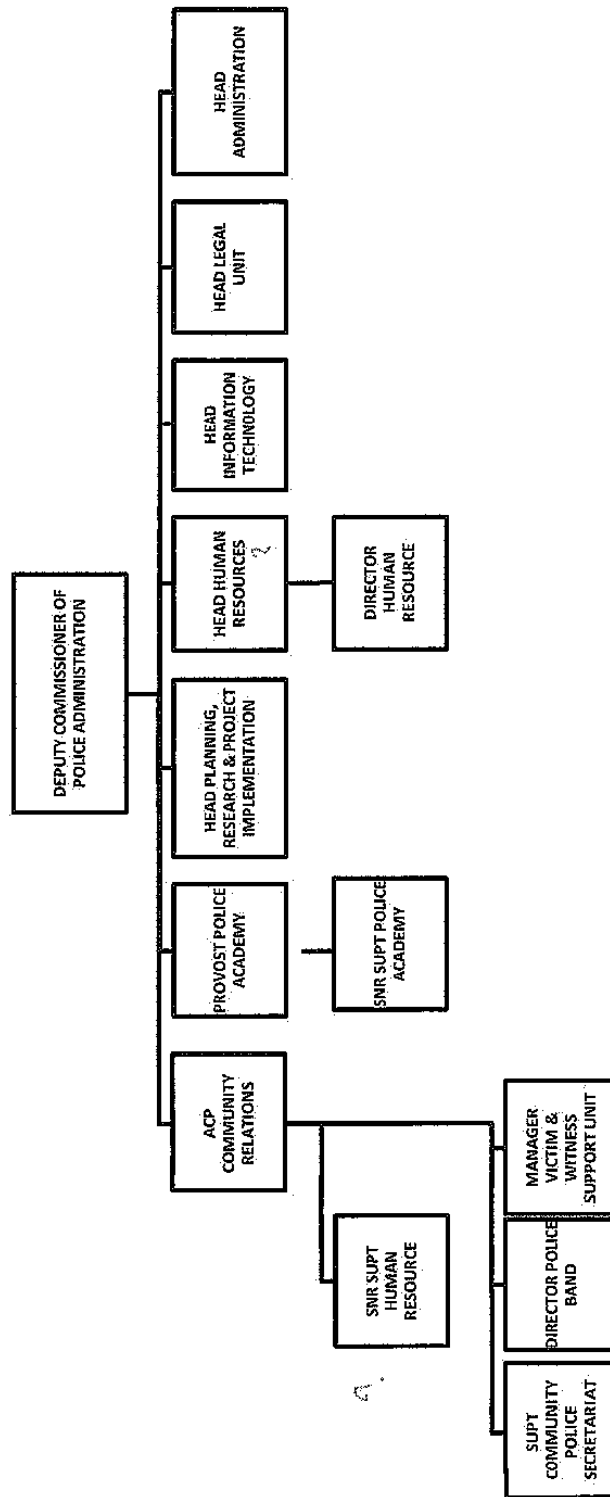 DEPUTY COMMISSIONER OF
POLICE ADMINISTRATION
ACP
COMMUNITY
RELATIONS
PROVOST POLICE
ACADEMY
HEAD PLANNING,
RESEARCH & PROJECT
IMPLEMENTATION
HEAD HUMAN
RESOURCES
?
HEAD
INFORMATION
TECHNOLOGY
HEAD LEGAL
UNIT
HEAD
ADMINISTRATION
SNR SUPT
HUMAN
RESOURCE
SNR SUPT POLICE
ACADEMY
DIRECTOR
HUMAN
RESOURCE
SUPT
COMMUNITY
POLICE
SECRETARIAT
DIRECTOR POLICE
BAND
MANAGER
VICTIM &
WITNESS
SUPPORT UNIT